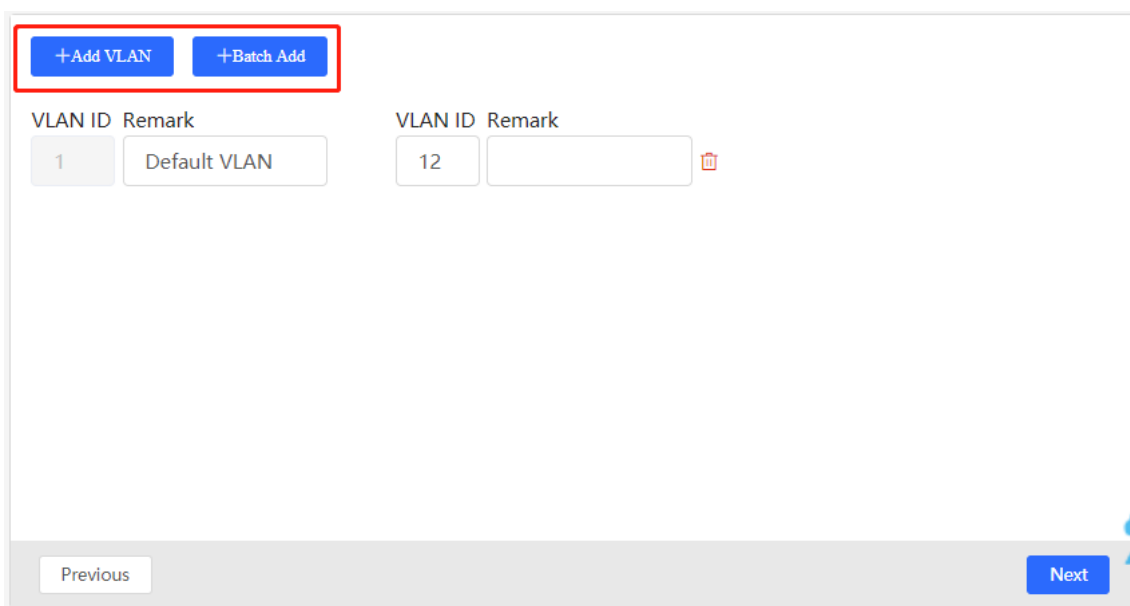 +Add VLAN +Batch Add
VLAN ID Remark VLAN ID Remark
1 Default VLAN 12
Previous Next